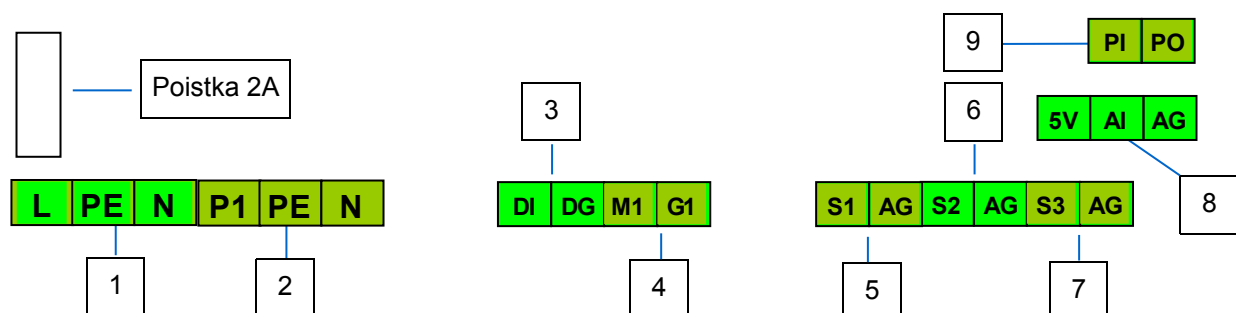 9
PI PO
Poistka 2A
3
6
5V AI AG
L PE N P1 PE N
DI DG M1 G1
S1 AG S2 AG S3 AG
8
1
2
4
5
7